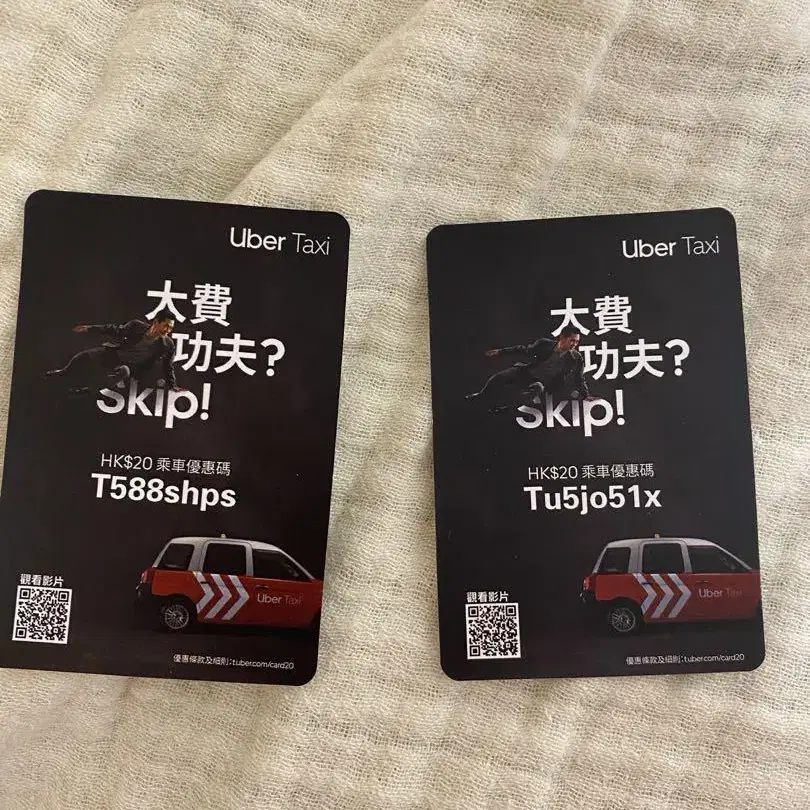 Uber Taxi
大費
功夫?
Skip!
HK$20 乘車優惠碼
T588shps
觀看影片
Uber Taxi
優惠條款及細則:tuber.com/card20
Uber Taxi
大費
功夫?
Skip!
HK$20 乘車優惠碼
Tu5jo51x
觀看影片
Uber Taxi
優惠條款及細則:tuber.com/card20